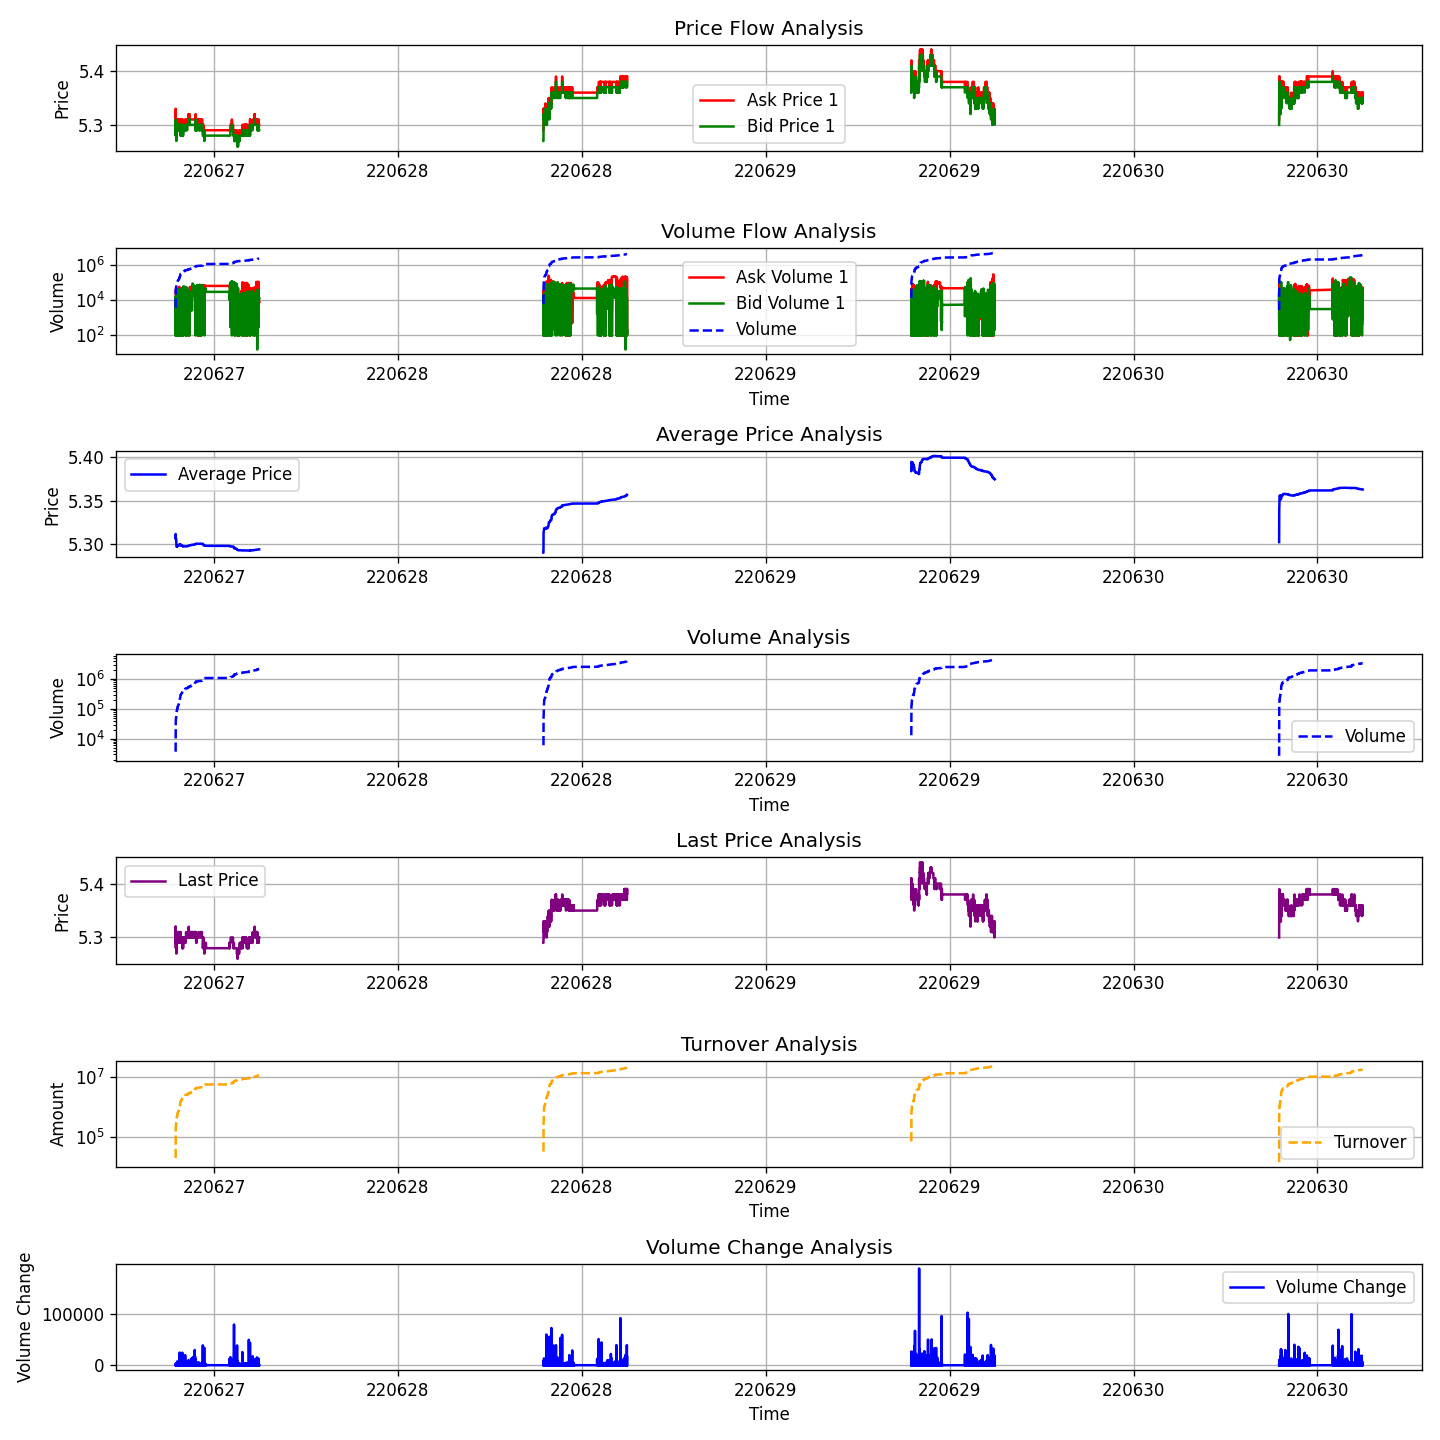 Price Flow Analysis
Price
5.4
5.3
Ask Price 1
Bid Price 1
220627 220628 220628 220629 220629 220630 220630
Volume Flow Analysis
Volume
10^6
10^4
10^2
Ask Volume 1
Bid Volume 1
Volume
220627 220628 220628 220629 220629 220630 220630
Time
Average Price Analysis
Price
5.40
5.35
5.30
Average Price
220627 220628 220628 220629 220629 220630 220630
Volume Analysis
Volume
10^6
10^5
10^4
Volume
220627 220628 220628 220629 220629 220630 220630
Time
Last Price Analysis
Price
5.4
5.3
Last Price
220627 220628 220628 220629 220629 220630 220630
Turnover Analysis
Amount
10^7
10^5
Turnover
220627 220628 220628 220629 220629 220630 220630
Time
Volume Change Analysis
Volume Change
100000
0
Volume Change
220627 220628 220628 220629 220629 220630 220630
Time